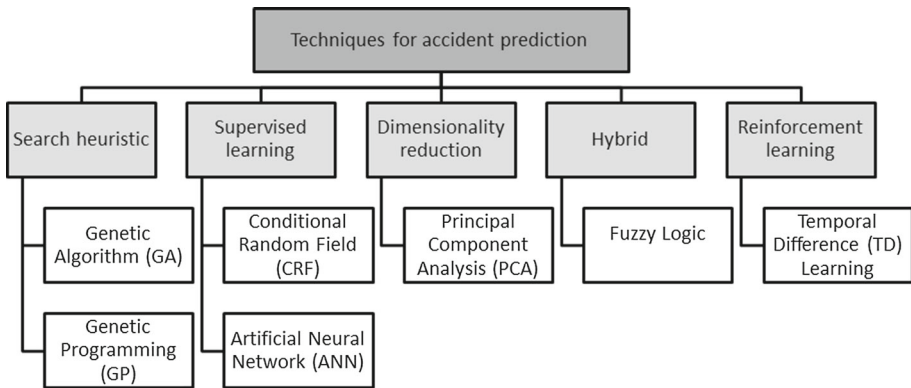 Techniques for accident prediction
Search heuristic
Supervised
learning
Dimensionality
reduction
Hybrid
Reinforcement
learning
Genetic
Algorithm (GA)
Conditional
Random Field
(CRF)
Principal
Component
Analysis (PCA)
Fuzzy Logic
Temporal
Difference (TD)
Learning
Genetic
Programming
(GP)
Artificial Neural
Network (ANN)